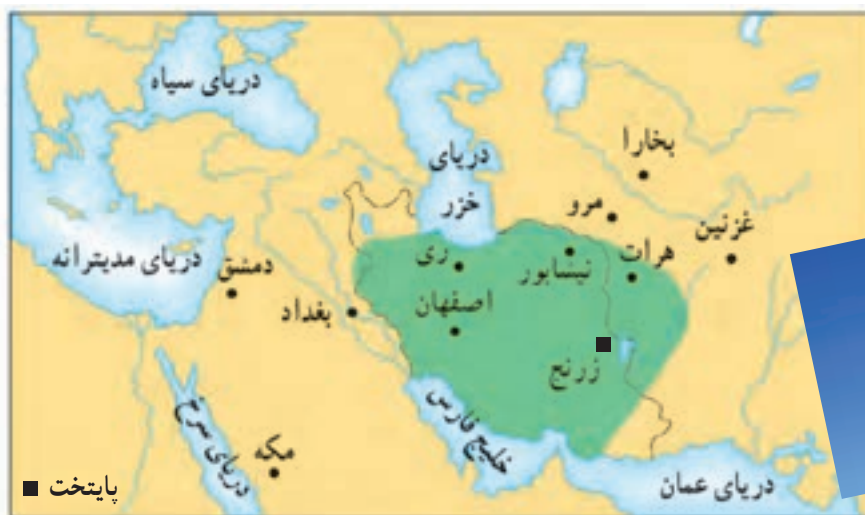 دریای سیاه
دریای
خزر
بخارا
مرو
غزنین
هرات
نیشابور
ری
دریای مدیترانه
دمشق
بغداد
اصفهان
زرنج
خلیج فارس
دریای سرخ
مکه
دریای عمان
پایتخت